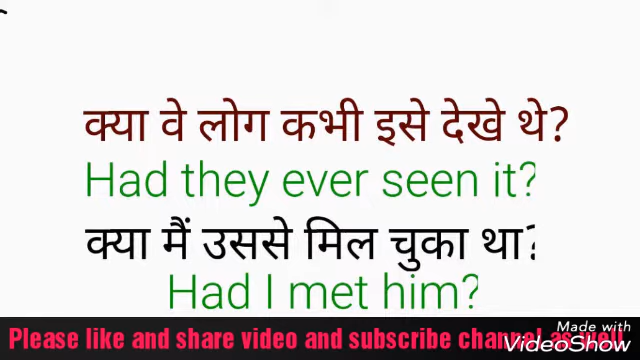 क्या वे लोग कभी इसे देखे थे?
Had they ever seen it?
क्या मैं उससे मिल चुका था?
Had I met him?
Made with
VideoShow
Please like and share video and subscribe channel as well